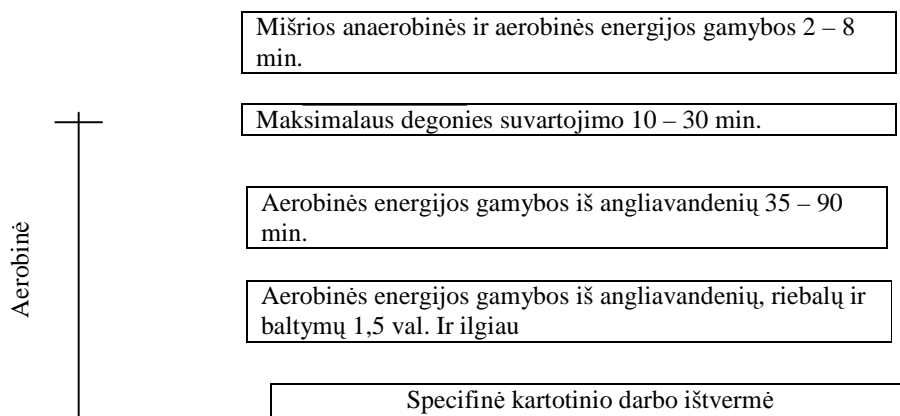 Mišrios anaerobinės ir aerobinės energijos gamybos 2 – 8
min.
Maksimalaus degonies suvartojimo 10 – 30 min.
Aerobinės energijos gamybos iš angliavandenių 35 – 90
min.
Aerobinė
Aerobinės energijos gamybos iš angliavandenių, riebalų ir
baltymų 1,5 val. Ir ilgiau
Specifinė kartotinio darbo ištvermė